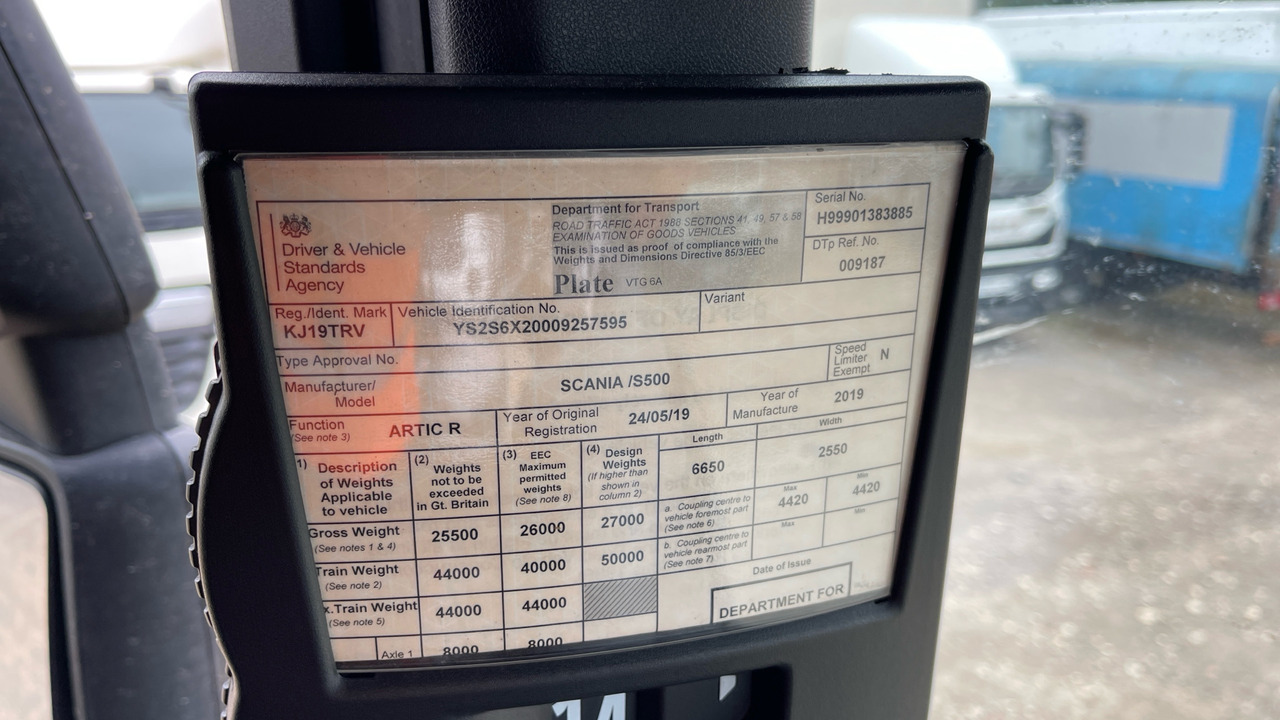 Department for Transport
ROAD TRAFFIC ACT 1988 SECTIONS 41, 49, 57 & 58
EXAMINATION OF GOODS VEHICLES
This is issued as proof of compliance with the
Weights and Dimensions Directive 85/3/EEC
Plate VTG 6A
Serial No.
H99901383885
DTp Ref. No.
009187
Driver & Vehicle
Standards
Agency
Reg./Ident. Mark
KJ19TRV
Vehicle Identification No.
YS2S6X20009257595
Variant
Type Approval No.
Speed
Limiter
Exempt
N
Manufacturer/
Model
SCANIA /S500
Function
(See note 3)
ARTIC R
Year of Original
Registration
24/05/19
Year of
Manufacture
2019
1) Description
of Weights
Applicable
to vehicle
(2) Weights
not to be
exceeded
in Gt. Britain
(3) EEC
Maximum
permitted
weights
(See note 8)
(4) Design
Weights
(If higher than
shown in
column 2)
Length
6650
Width
2550
Gross Weight
(See notes 1 & 4)
25500
26000
27000
a. Coupling centre to
vehicle foremost part
(See note 6)
Max
4420
Min
4420
Train Weight
(See note 2)
44000
40000
50000
b. Coupling centre to
vehicle rearmost part
(See note 7)
Max
Min
x.Train Weight
(See note 5)
44000
44000
Date of Issue
DEPARTMENT FOR
Axle 1
8000
8000
14